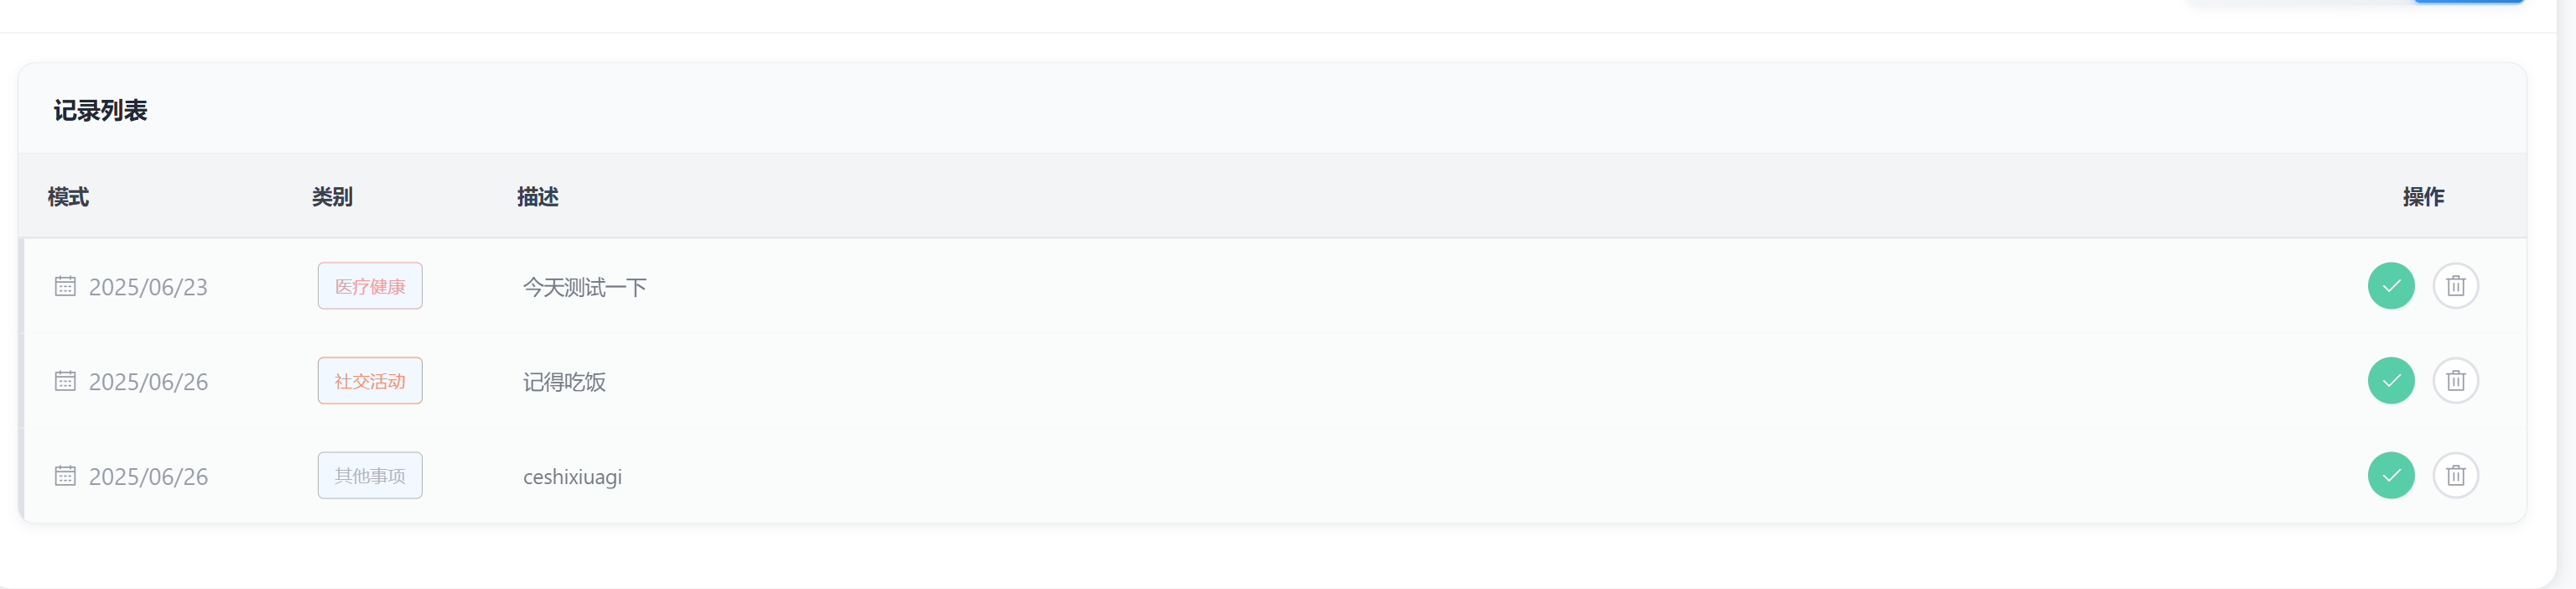 记录列表
模式 类别 描述 操作
2025/06/23 医疗健康 今天测试一下
2025/06/26 社交活动 记得吃饭
2025/06/26 其他事项 ceshixiuagi